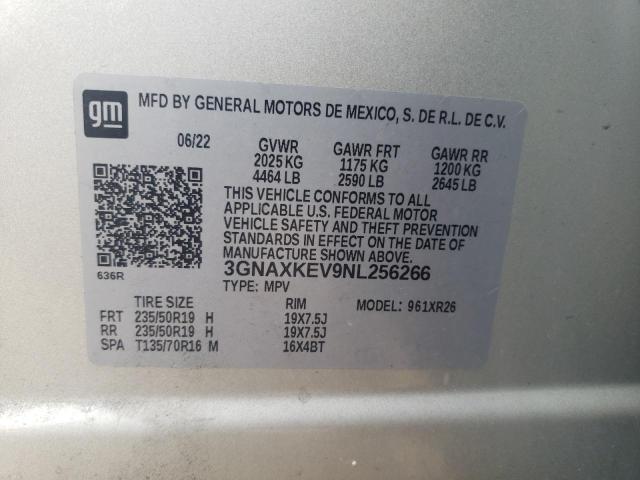 gm
MFD BY GENERAL MOTORS DE MEXICO, S. DE R.L. DE C.V.
06/22 GVWR GAWR FRT GAWR RR
2025 KG 1175 KG 1200 KG
4464 LB 2590 LB 2645 LB
THIS VEHICLE CONFORMS TO ALL
APPLICABLE U.S. FEDERAL MOTOR
VEHICLE SAFETY AND THEFT PREVENTION
STANDARDS IN EFFECT ON THE DATE OF
MANUFACTURE SHOWN ABOVE.
636R
3GNAXKEV9NL256266
TYPE: MPV
TIRE SIZE RIM MODEL: 961XR26
FRT 235/50R19 H 19X7.5J
RR 235/50R19 H 19X7.5J
SPA T135/70R16 M 16X4BT